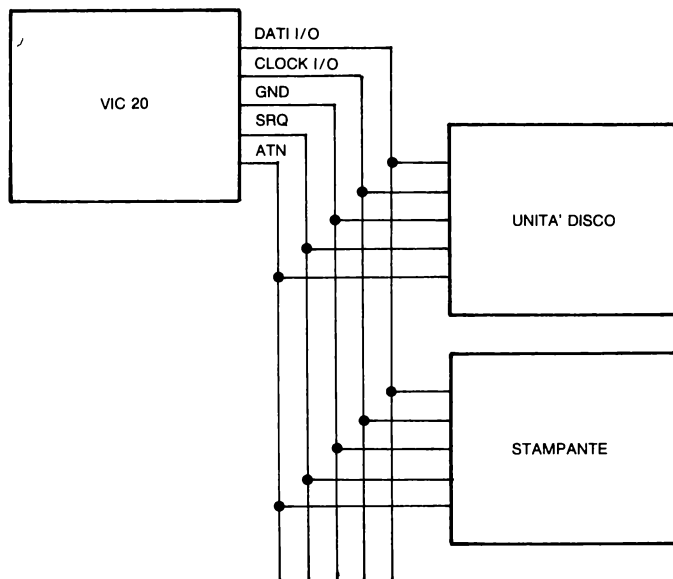 DATI I/O
CLOCK I/O
GND
SRQ
ATN
VIC 20
UNITA' DISCO
STAMPANTE